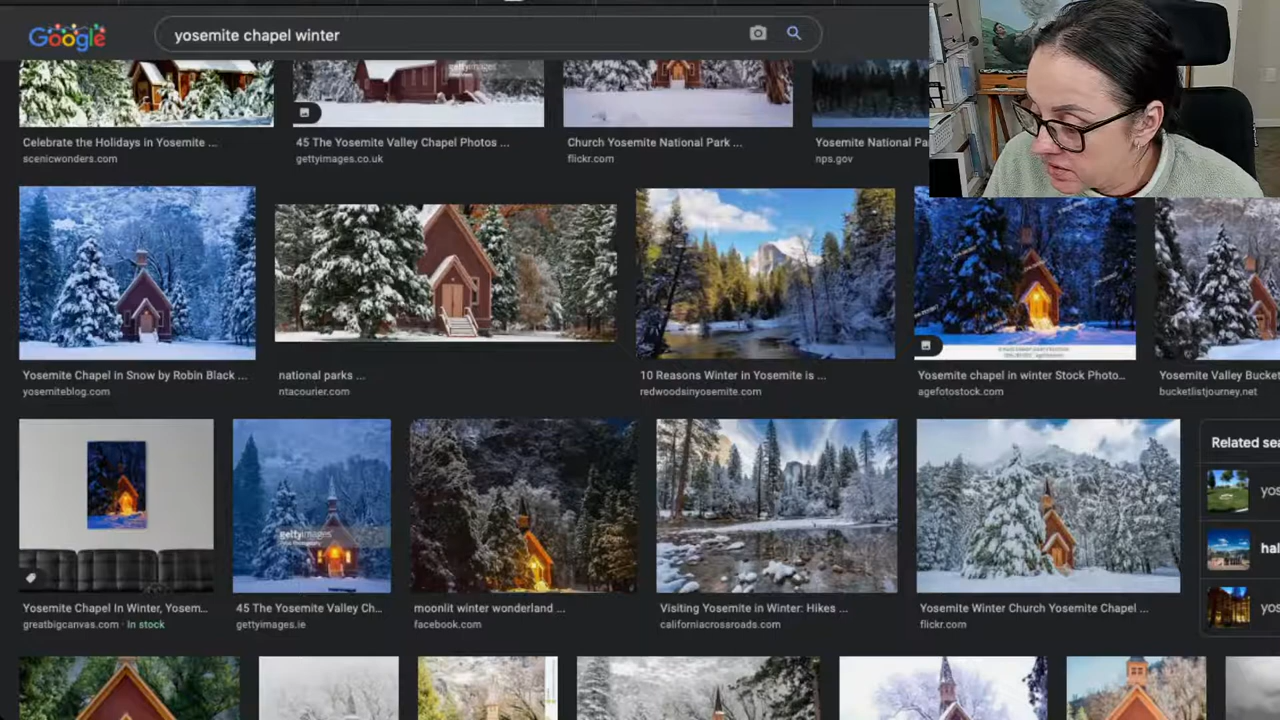 Google
yosemite chapel winter
gettyimages
Celebrate the Holidays in Yosemite ...
scenicwonders.com
45 The Yosemite Valley Chapel Photos ...
gettyimages.co.uk
Church Yosemite National Park ...
flickr.com
Yosemite National Pa
nps.gov
Yosemite Chapel in Snow by Robin Black ...
yosemiteblog.com
national parks ...
ntacourier.com
10 Reasons Winter in Yosemite is ...
redwoodsinyosemite.com
Yosemite chapel in winter Stock Photo...
agefotostock.com
Yosemite Valley Bucket
bucketlistjourney.net
Related sea
yos
hal
yos
gettyimages
Yosemite Chapel In Winter, Yosem...
greatbigcanvas.com · In stock
45 The Yosemite Valley Ch...
gettyimages.ie
moonlit winter wonderland ...
facebook.com
Visiting Yosemite in Winter: Hikes ...
californiacrossroads.com
Yosemite Winter Church Yosemite Chapel ...
flickr.com